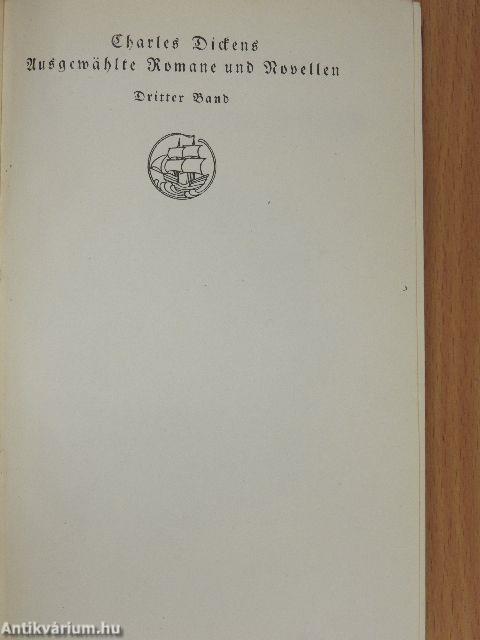 Charles Dickens
Ausgewählte Romane und Novellen
Dritter Band
Antikvárium.hu